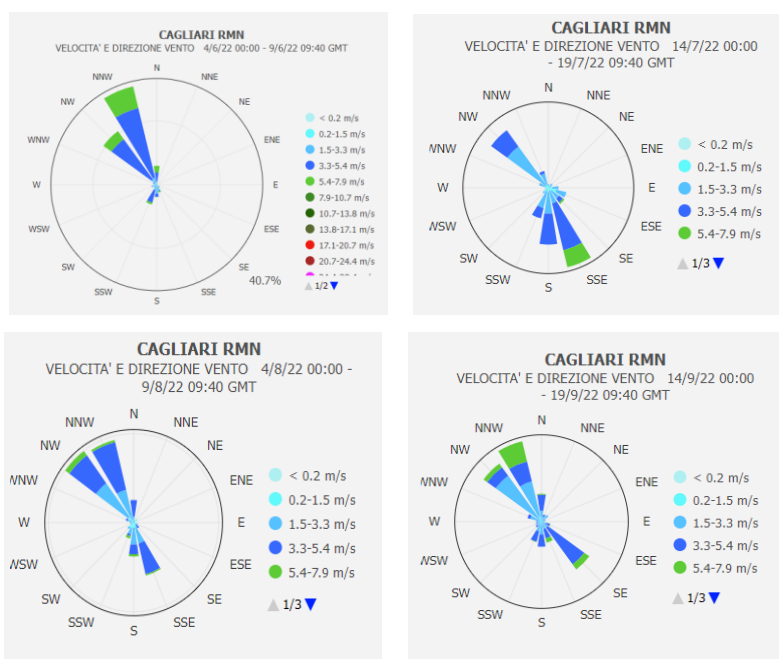 CAGLIARI RMN
VELOCITA' E DIREZIONE VENTO 4/6/22 00:00 - 9/6/22 09:40 GMT
N
NNW
NNE
NW
NE
WNW
ENE
W
E
WSW
ESE
SW
SE
SSW
SSE
S
40.7%
< 0.2 m/s
0.2-1.5 m/s
1.5-3.3 m/s
3.3-5.4 m/s
5.4-7.9 m/s
7.9-10.7 m/s
10.7-13.8 m/s
13.8-17.1 m/s
17.1-20.7 m/s
20.7-24.4 m/s
1/2
CAGLIARI RMN
VELOCITA' E DIREZIONE VENTO 14/7/22 00:00
- 19/7/22 09:40 GMT
N
NNW
NNE
NW
NE
WNW
ENE
W
E
WSW
ESE
SW
SE
SSW
SSE
S
< 0.2 m/s
0.2-1.5 m/s
1.5-3.3 m/s
3.3-5.4 m/s
5.4-7.9 m/s
1/3
CAGLIARI RMN
VELOCITA' E DIREZIONE VENTO 4/8/22 00:00 -
9/8/22 09:40 GMT
N
NNW
NNE
NW
NE
WNW
ENE
W
E
WSW
ESE
SW
SE
SSW
SSE
S
< 0.2 m/s
0.2-1.5 m/s
1.5-3.3 m/s
3.3-5.4 m/s
5.4-7.9 m/s
1/3
CAGLIARI RMN
VELOCITA' E DIREZIONE VENTO 14/9/22 00:00
- 19/9/22 09:40 GMT
N
NNW
NNE
NW
NE
WNW
ENE
W
E
WSW
ESE
SW
SE
SSW
SSE
S
< 0.2 m/s
0.2-1.5 m/s
1.5-3.3 m/s
3.3-5.4 m/s
5.4-7.9 m/s
1/3